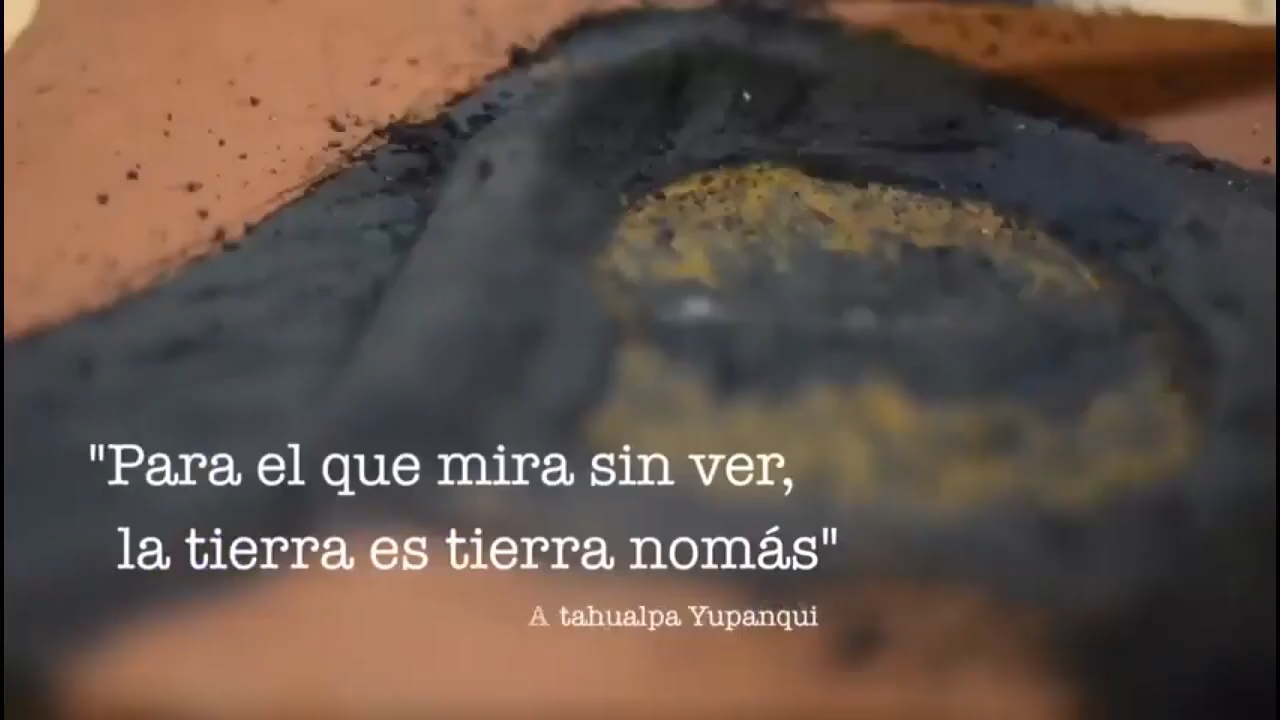 "Para el que mira sin ver,
la tierra es tierra nomás"
A tahualpa Yupanqui